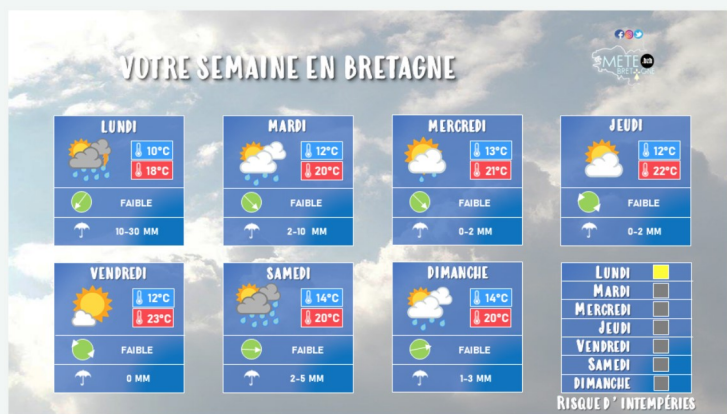 VOTRE SEMAINE EN BRETAGNE
METEO
BRETAGNE
LUNDI
10°C
18°C
FAIBLE
10-30 MM
MARDI
12°C
20°C
FAIBLE
2-10 MM
MERCREDI
13°C
21°C
FAIBLE
0-2 MM
JEUDI
12°C
22°C
FAIBLE
0-2 MM
VENDREDI
12°C
23°C
FAIBLE
0 MM
SAMEDI
14°C
20°C
FAIBLE
2-5 MM
DIMANCHE
14°C
20°C
FAIBLE
1-3 MM
LUNDI
MARDI
MERCREDI
JEUDI
VENDREDI
SAMEDI
DIMANCHE
RISQUE D'INTEMPÉRIES